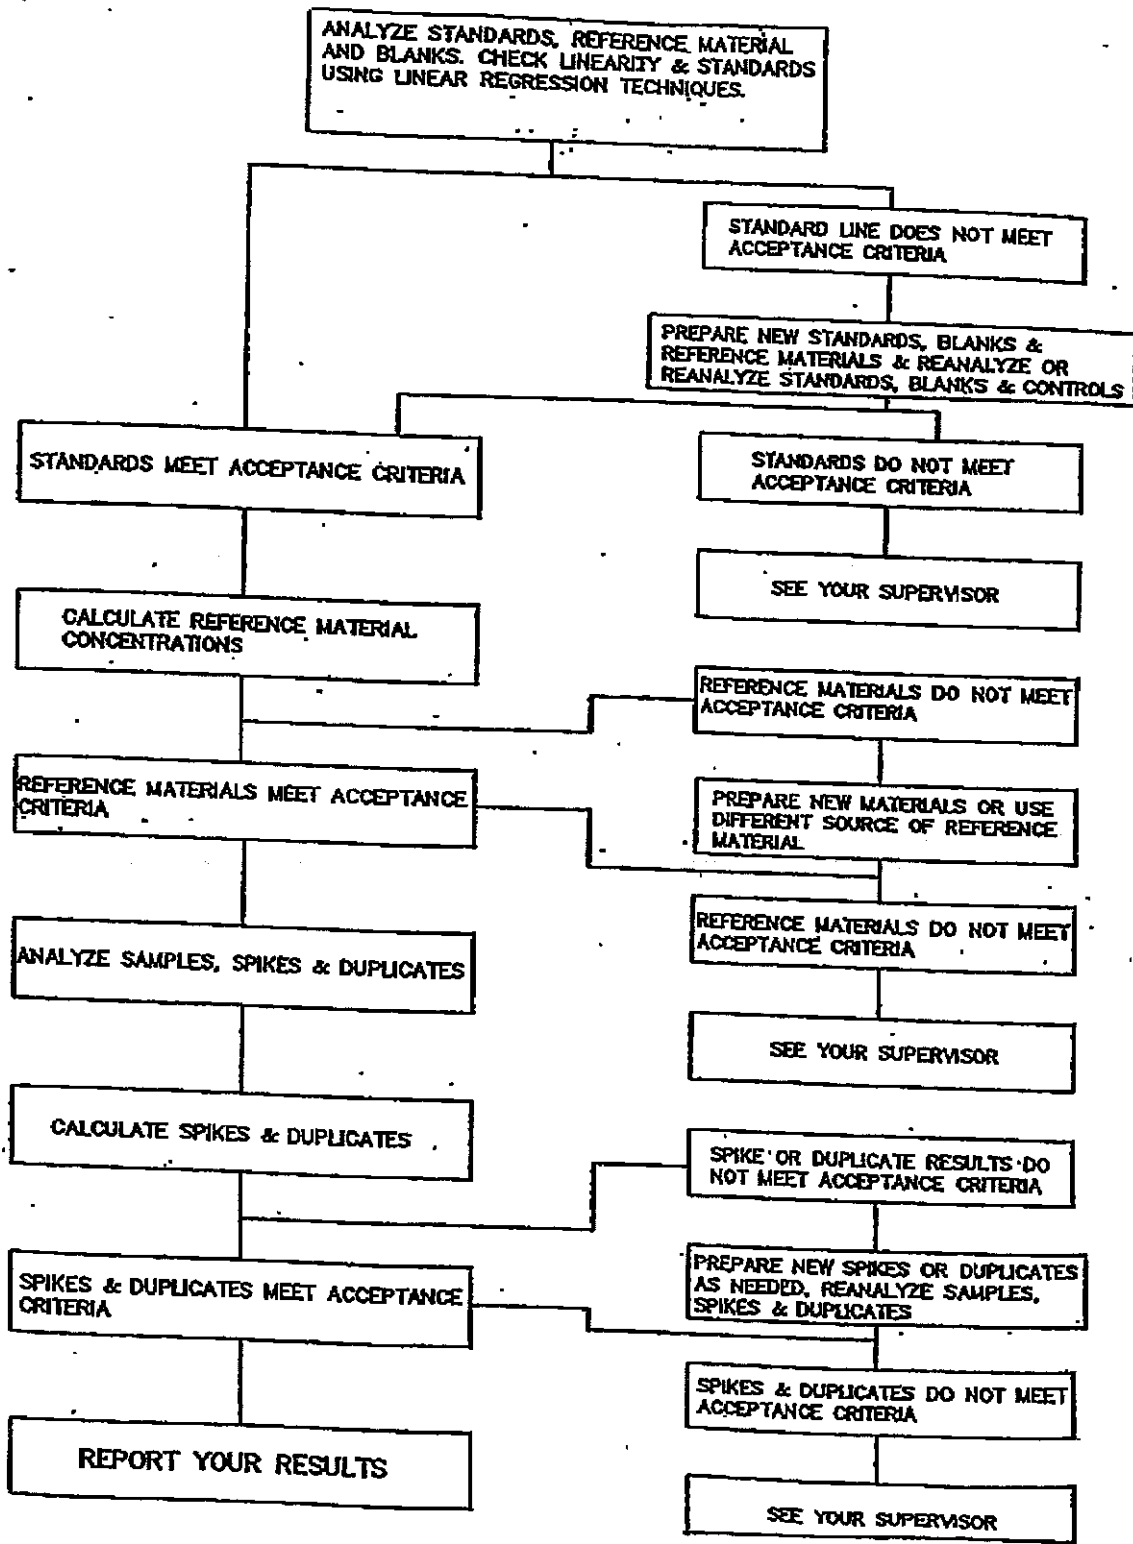 ANALYZE STANDARDS, REFERENCE MATERIAL
AND BLANKS. CHECK LINEARITY & STANDARDS
USING LINEAR REGRESSION TECHNIQUES.
STANDARD LINE DOES NOT MEET
ACCEPTANCE CRITERIA
PREPARE NEW STANDARDS, BLANKS &
REFERENCE MATERIALS & REANALYZE OR
REANALYZE STANDARDS, BLANKS & CONTROLS
STANDARDS MEET ACCEPTANCE CRITERIA
STANDARDS DO NOT MEET
ACCEPTANCE CRITERIA
SEE YOUR SUPERVISOR
CALCULATE REFERENCE MATERIAL
CONCENTRATIONS
REFERENCE MATERIALS DO NOT MEET
ACCEPTANCE CRITERIA
REFERENCE MATERIALS MEET ACCEPTANCE
CRITERIA
PREPARE NEW MATERIALS OR USE
DIFFERENT SOURCE OF REFERENCE
MATERIAL
REFERENCE MATERIALS DO NOT MEET
ACCEPTANCE CRITERIA
ANALYZE SAMPLES, SPIKES & DUPLICATES
SEE YOUR SUPERVISOR
CALCULATE SPIKES & DUPLICATES
SPIKE OR DUPLICATE RESULTS DO
NOT MEET ACCEPTANCE CRITERIA
SPIKES & DUPLICATES MEET ACCEPTANCE
CRITERIA
PREPARE NEW SPIKES OR DUPLICATES
AS NEEDED, REANALYZE SAMPLES,
SPIKES & DUPLICATES
SPIKES & DUPLICATES DO NOT MEET
ACCEPTANCE CRITERIA
REPORT YOUR RESULTS
SEE YOUR SUPERVISOR